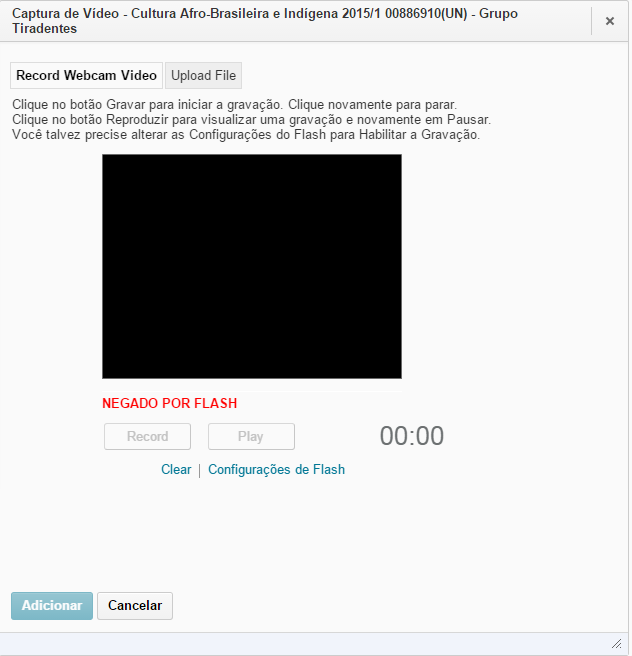 Captura de Vídeo - Cultura Afro-Brasileira e Indígena 2015/1 00886910(UN) - Grupo
Tiradentes
×
Record Webcam Video
Upload File
Clique no botão Gravar para iniciar a gravação. Clique novamente para parar.
Clique no botão Reproduzir para visualizar uma gravação e novamente em Pausar.
Você talvez precise alterar as Configurações do Flash para Habilitar a Gravação.
NEGADO POR FLASH
Record
Play
00:00
Clear | Configurações de Flash
Adicionar
Cancelar